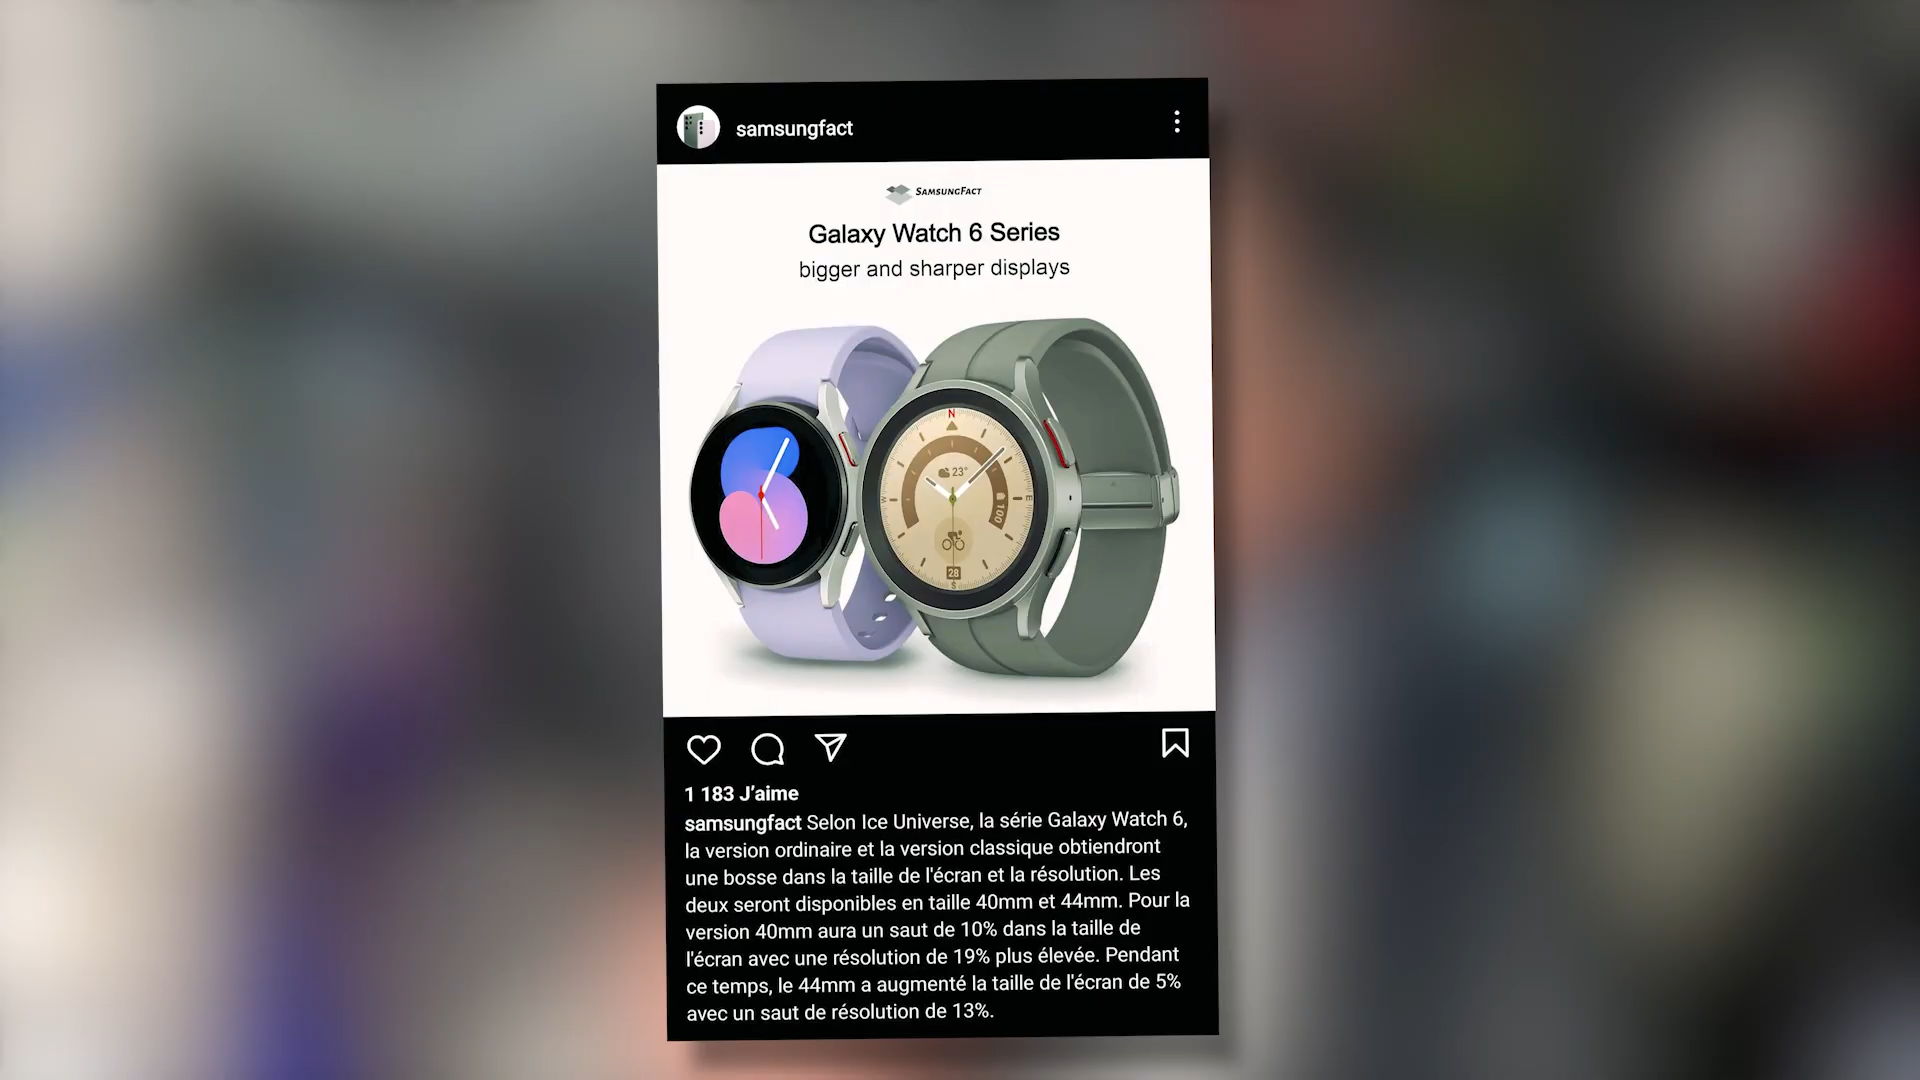 samsungfact
SAMSUNGFACT
Galaxy Watch 6 Series
bigger and sharper displays
N
23°
W
E
100
28
S
1 183 J'aime
samsungfact Selon Ice Universe, la série Galaxy Watch 6,
la version ordinaire et la version classique obtiendront
une bosse dans la taille de l'écran et la résolution. Les
deux seront disponibles en taille 40mm et 44mm. Pour la
version 40mm aura un saut de 10% dans la taille de
l'écran avec une résolution de 19% plus élevée. Pendant
ce temps, le 44mm a augmenté la taille de l'écran de 5%
avec un saut de résolution de 13%.